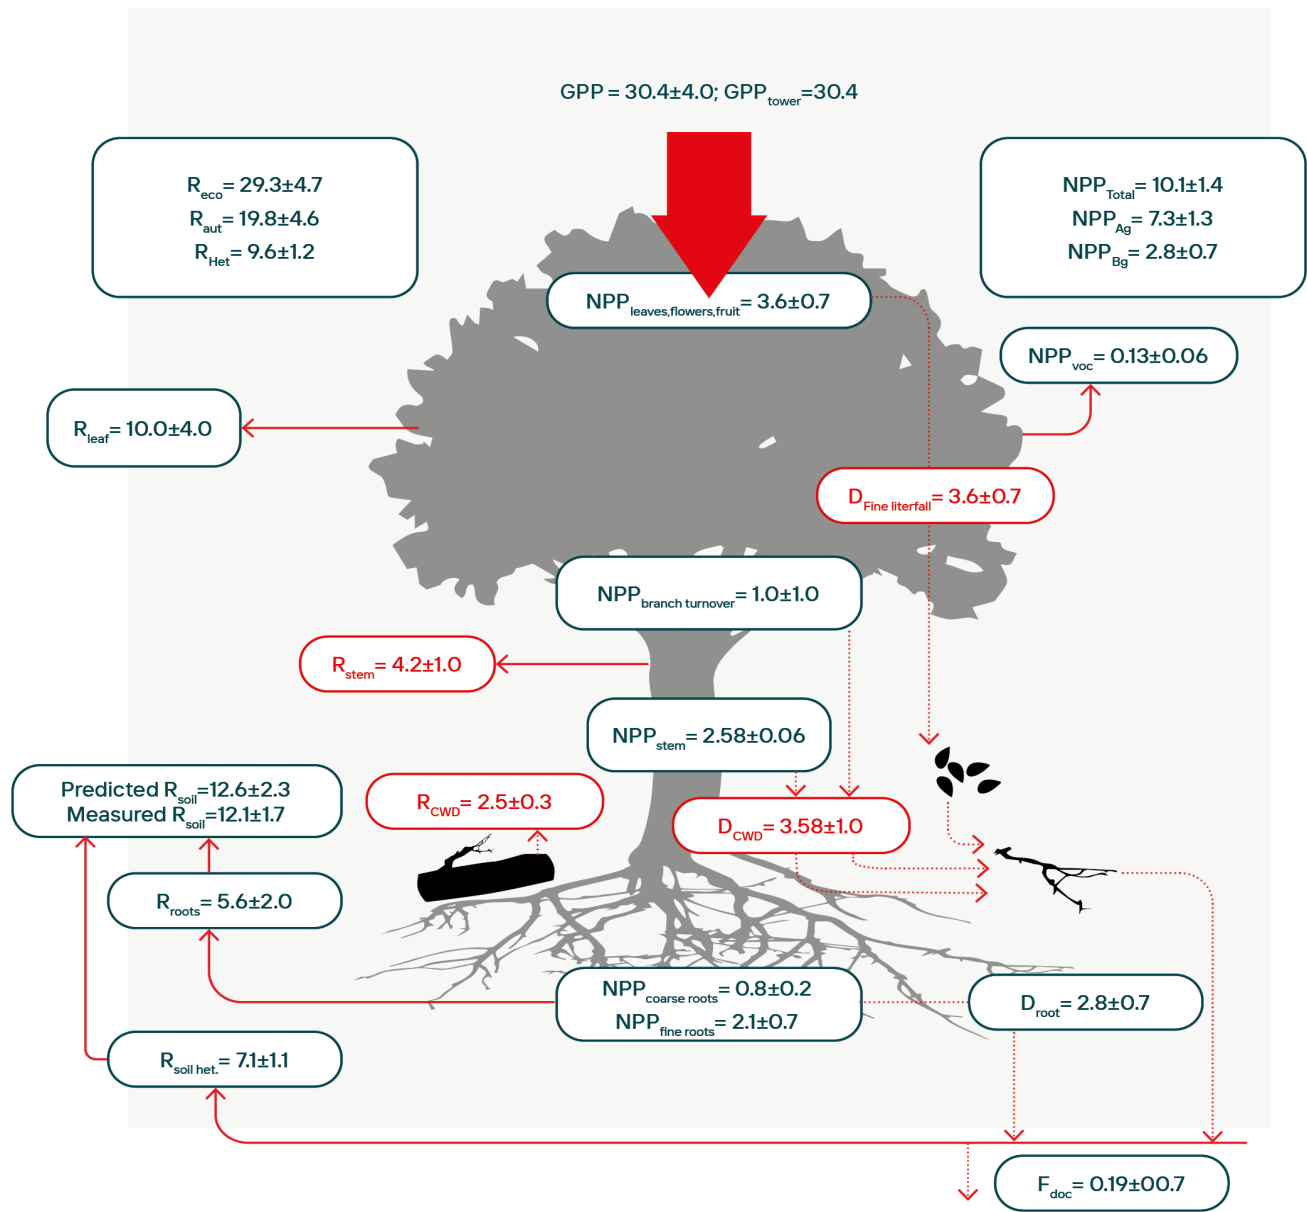 GPP = 30.4±4.0; GPPtower=30.4
Reco= 29.3±4.7
Raut= 19.8±4.6
RHet= 9.6±1.2
NPPTotal= 10.1±1.4
NPPAg= 7.3±1.3
NPPBg= 2.8±0.7
NPPleaves,flowers,fruit= 3.6±0.7
NPPvoc= 0.13±0.06
Rleaf= 10.0±4.0
DFine literfall= 3.6±0.7
NPPbranch turnover= 1.0±1.0
Rstem= 4.2±1.0
NPPstem= 2.58±0.06
Predicted Rsoil=12.6±2.3
Measured Rsoil=12.1±1.7
RCWD= 2.5±0.3
DCWD= 3.58±1.0
Rroots= 5.6±2.0
NPPcoarse roots= 0.8±0.2
NPPfine roots= 2.1±0.7
Droot= 2.8±0.7
Rsoil het.= 7.1±1.1
Fdoc= 0.19±00.7